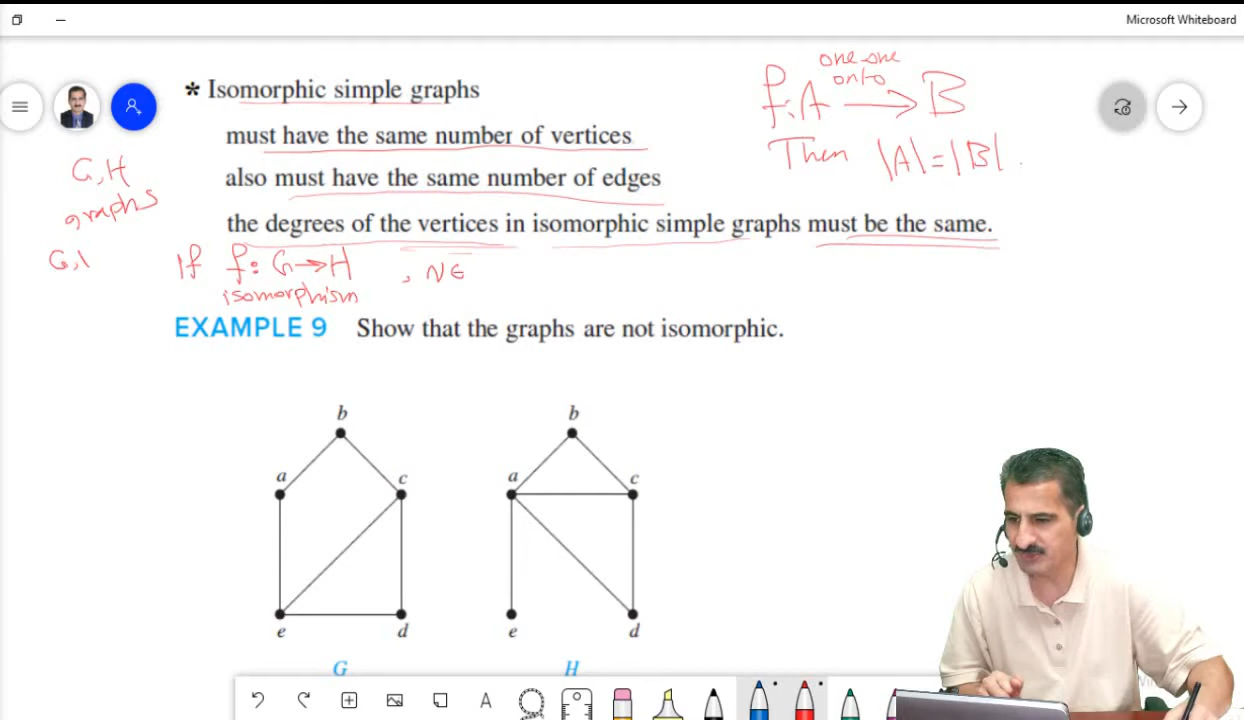 Microsoft Whiteboard
* Isomorphic simple graphs
must have the same number of vertices
also must have the same number of edges
the degrees of the vertices in isomorphic simple graphs must be the same.
one-one
onto
f: A → B
Then |A| = |B|.
G, H
graphs
G, \
If f: G → H
isomorphism
, N G
EXAMPLE 9 Show that the graphs are not isomorphic.
b
a
c
e
d
G
b
a
c
e
d
H
A